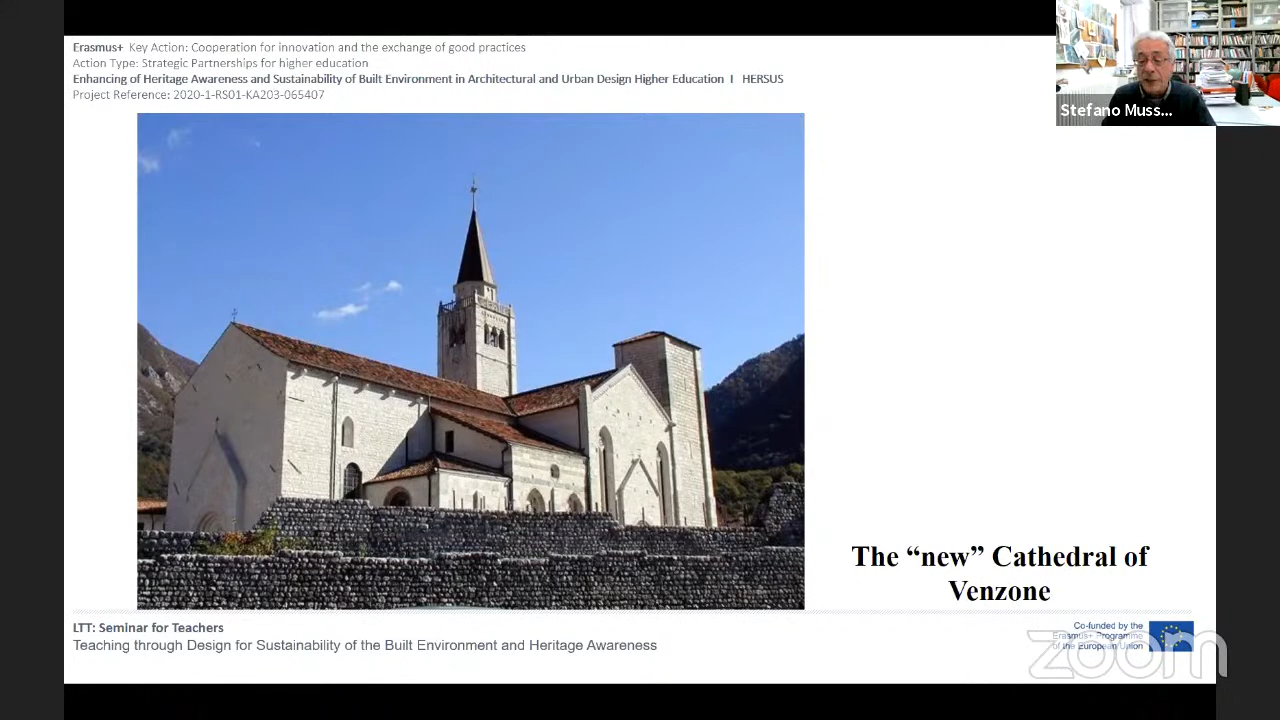 Erasmus+ Key Action: Cooperation for innovation and the exchange of good practices
Action Type: Strategic Partnerships for higher education
Enhancing of Heritage Awareness and Sustainability of Built Environment in Architectural and Urban Design Higher Education I HERSUS
Project Reference: 2020-1-RS01-KA203-065407
Stefano Muss...
The “new” Cathedral of
Venzone
LTT: Seminar for Teachers
Teaching through Design for Sustainability of the Built Environment and Heritage Awareness
Co-funded by the
Erasmus+ Programme
of the European Union
zoom